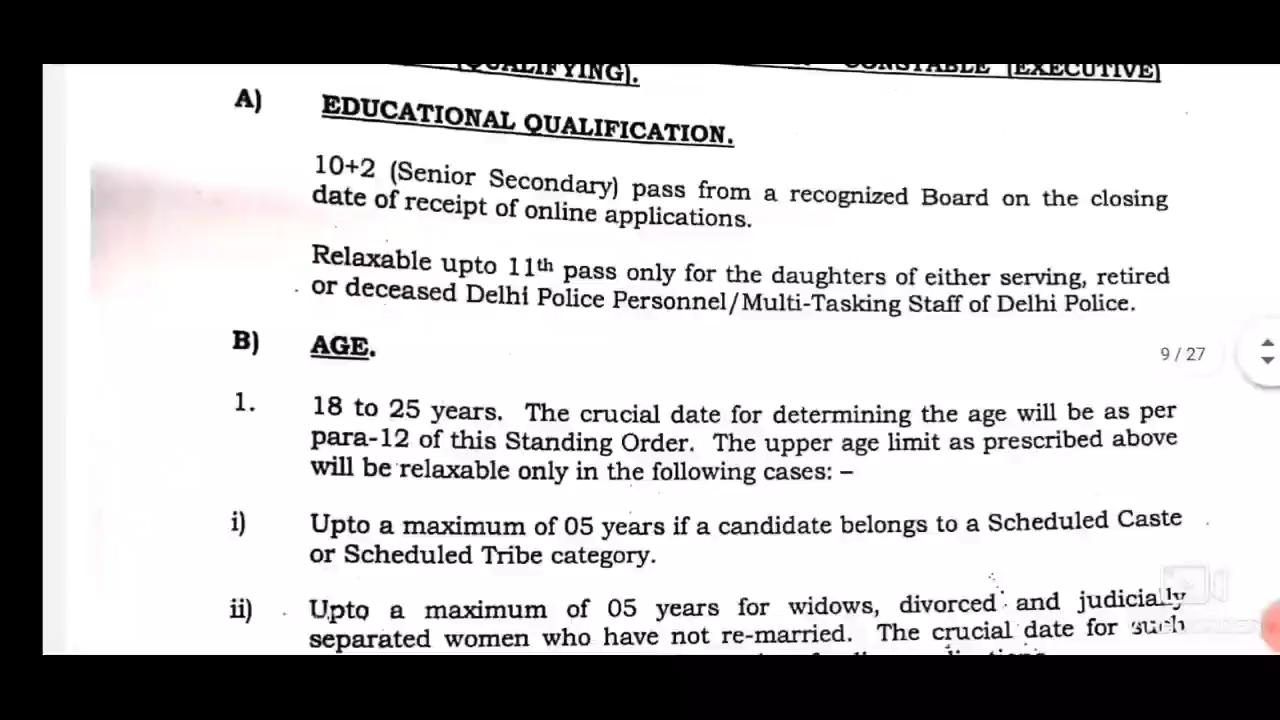 (QUALIFYING). CONSTABLE (EXECUTIVE)
A) EDUCATIONAL QUALIFICATION.
10+2 (Senior Secondary) pass from a recognized Board on the closing
date of receipt of online applications.
Relaxable upto 11th pass only for the daughters of either serving, retired
or deceased Delhi Police Personnel/Multi-Tasking Staff of Delhi Police.
B) AGE.
9 / 27
1. 18 to 25 years. The crucial date for determining the age will be as per
para-12 of this Standing Order. The upper age limit as prescribed above
will be relaxable only in the following cases: –
i) Upto a maximum of 05 years if a candidate belongs to a Scheduled Caste
or Scheduled Tribe category.
ii) Upto a maximum of 05 years for widows, divorced and judicially
separated women who have not re-married. The crucial date for such